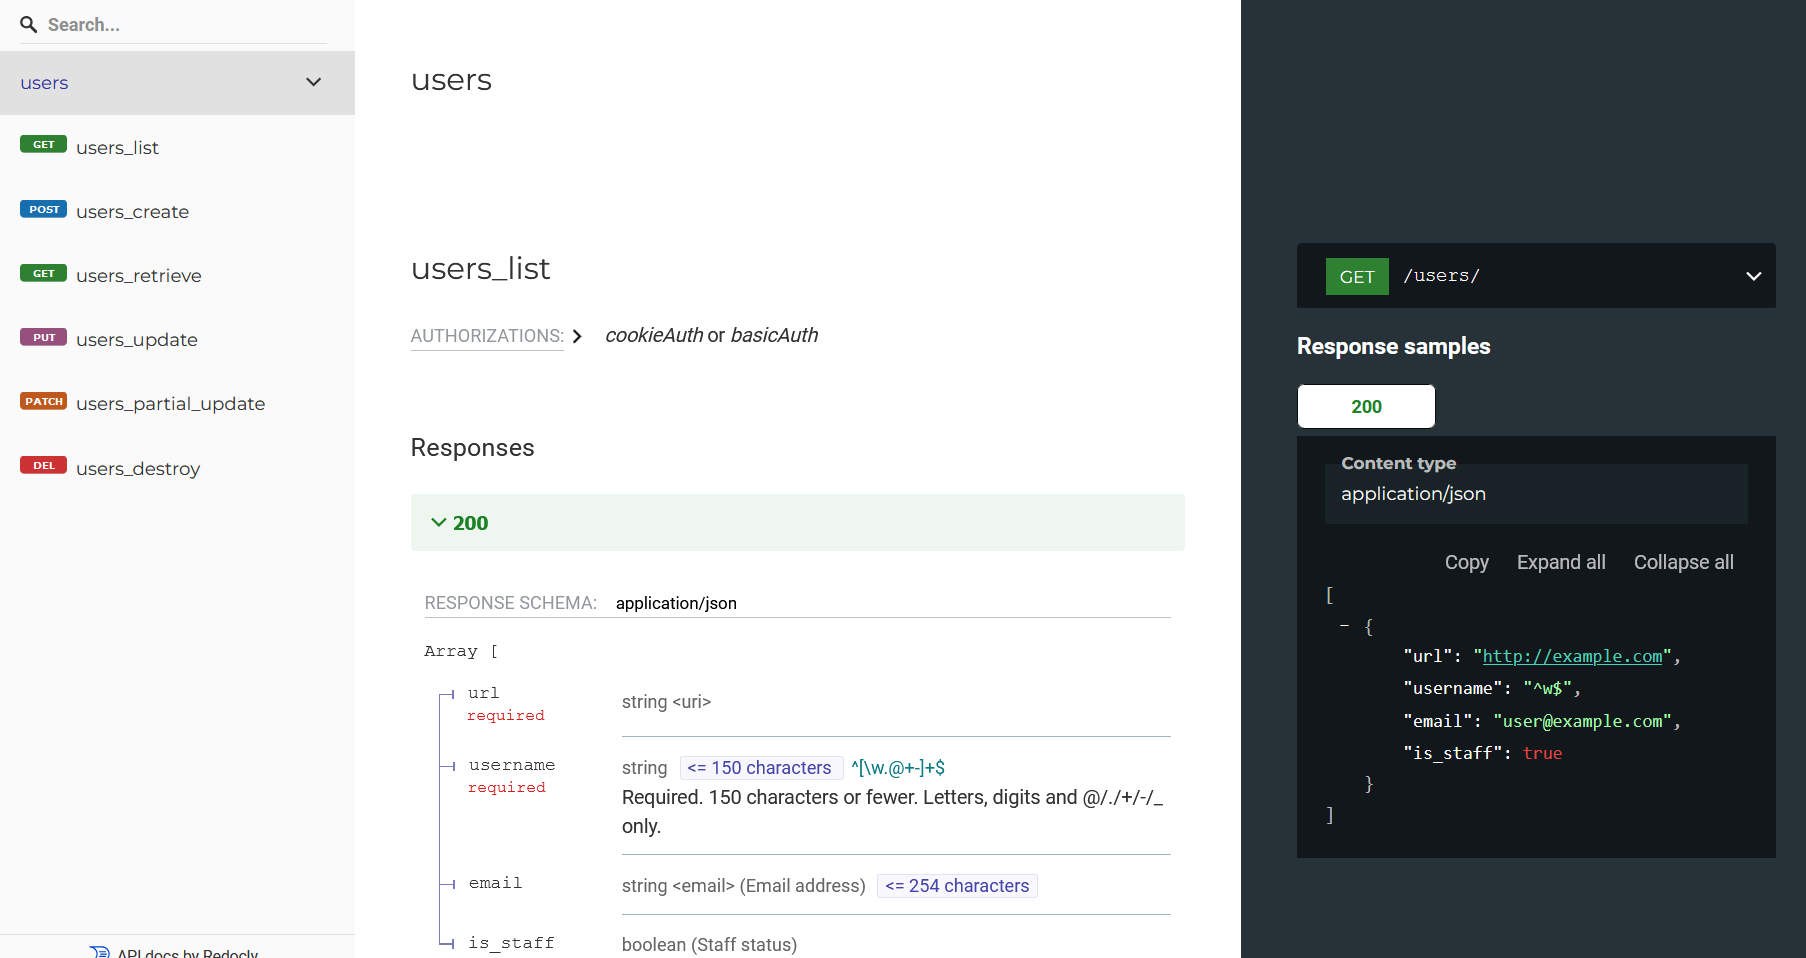 Search...
users
GET users_list
POST users_create
GET users_retrieve
PUT users_update
PATCH users_partial_update
DEL users_destroy
API docs by Redocly
users
users_list
AUTHORIZATIONS: cookieAuth or basicAuth
Responses
200
RESPONSE SCHEMA: application/json
Array [
url
required
string <uri>
username
required
string <= 150 characters ^[\w.@+-]+$
Required. 150 characters or fewer. Letters, digits and @/./+/-/_
only.
email
string <email> (Email address) <= 254 characters
is_staff
boolean (Staff status)
GET /users/
Response samples
200
Content type
application/json
Copy Expand all Collapse all
[
- {
"url": "http://example.com",
"username": "^w$",
"email": "user@example.com",
"is_staff": true
}
]